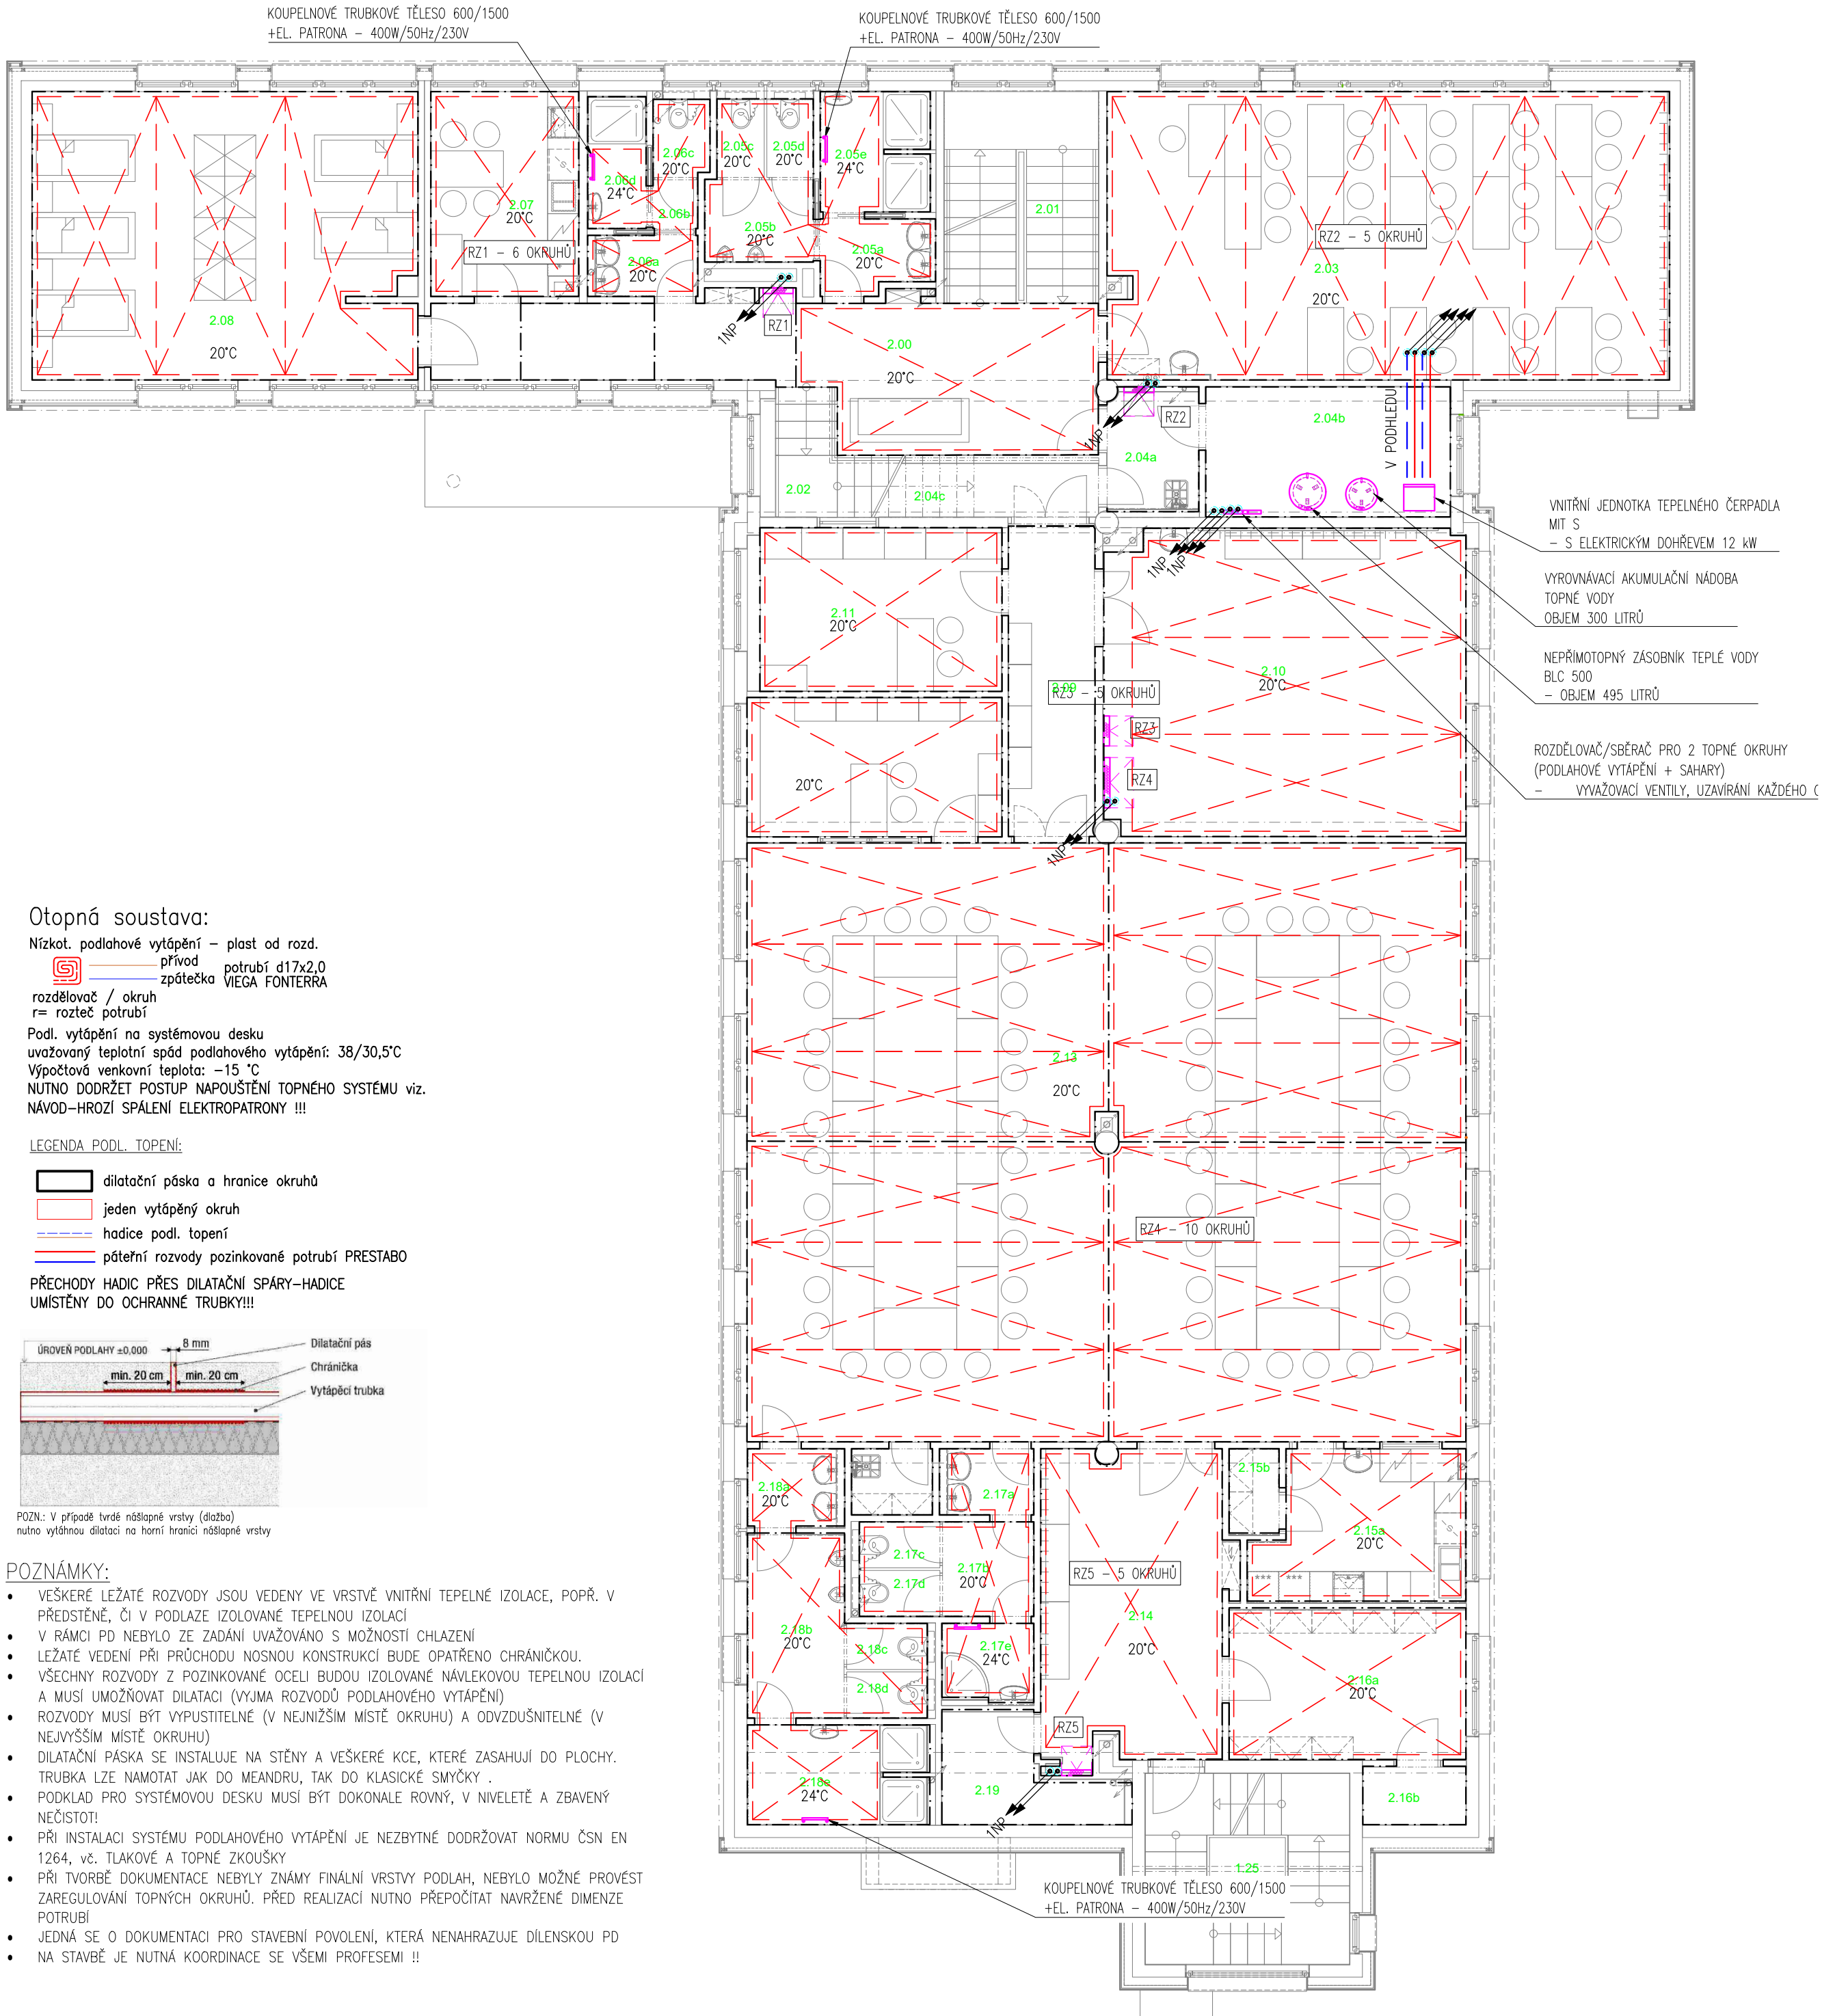 KOUPELNOVÉ TRUBKOVÉ TĚLESO 600/1500
+EL. PATRONA – 400W/50Hz/230V
KOUPELNOVÉ TRUBKOVÉ TĚLESO 600/1500
+EL. PATRONA – 400W/50Hz/230V
2.08
20°C
2.07
20°C
RZ1 – 6 OKRUHŮ
24°C
2.06c
20°C
2.06b
20°C
2.05c
20°C
2.05d
20°C
2.05e
24°C
2.05b
20°C
2.05a
20°C
2.01
RZ2 – 5 OKRUHŮ
2.03
20°C
RZ1
1NP
2.00
20°C
RZ2
1NP
2.04a
2.04b
V PODHLEDU
2.02
2.04c
1NP
1NP
VNITŘNÍ JEDNOTKA TEPELNÉHO ČERPADLA
MIT S
– S ELEKTRICKÝM DOHŘEVEM 12 kW
VYROVNÁVACÍ AKUMULAČNÍ NÁDOBA
TOPNÉ VODY
OBJEM 300 LITRŮ
NEPŘÍMOTOPNÝ ZÁSOBNÍK TEPLÉ VODY
BLC 500
– OBJEM 495 LITRŮ
ROZDĚLOVAČ/SBĚRAČ PRO 2 TOPNÉ OKRUHY
(PODLAHOVÉ VYTÁPĚNÍ + SAHARY)
– VYVAŽOVACÍ VENTILY, UZAVÍRÁNÍ KAŽDÉHO
2.11
20°C
2.09
RZ3 – 5 OKRUHŮ
2.10
20°C
RZ3
RZ4
20°C
1NP
2.13
20°C
RZ4 – 10 OKRUHŮ
Otopná soustava:
Nízkot. podlahové vytápění – plast od rozd.
přívod
zpátečka
potrubí d17x2,0
VIEGA FONTERRA
rozdělovač / okruh
r= rozteč potrubí
Podl. vytápění na systémovou desku
uvažovaný teplotní spád podlahového vytápění: 38/30,5°C
Výpočtová venkovní teplota: –15 °C
NUTNO DODRŽET POSTUP NAPOUŠTĚNÍ TOPNÉHO SYSTÉMU viz.
NÁVOD–HROZÍ SPÁLENÍ ELEKTROPATRONY !!!
LEGENDA PODL. TOPENÍ:
dilatační páska a hranice okruhů
jeden vytápěný okruh
hadice podl. topení
páteřní rozvody pozinkované potrubí PRESTABO
PŘECHODY HADIC PŘES DILATAČNÍ SPÁRY–HADICE
UMÍSTĚNY DO OCHRANNÉ TRUBKY!!!
ÚROVEŇ PODLAHY ±0,000
8 mm
min. 20 cm
min. 20 cm
Dilatační pás
Chránička
Vytápěcí trubka
POZN.: V případě tvrdé nášlapné vrstvy (dlažba)
nutno vytáhnou dilataci na horní hranici nášlapné vrstvy
2.18a
20°C
2.17a
2.17c
2.17d
2.17b
20°C
2.15b
2.15a
20°C
RZ5 – 5 OKRUHŮ
2.14
20°C
2.18b
20°C
2.18c
2.18d
2.17e
24°C
2.16a
20°C
RZ5
2.18e
24°C
2.19
1NP
2.16b
1.25
KOUPELNOVÉ TRUBKOVÉ TĚLESO 600/1500
+EL. PATRONA – 400W/50Hz/230V
POZNÁMKY:
• VEŠKERÉ LEŽATÉ ROZVODY JSOU VEDENY VE VRSTVĚ VNITŘNÍ TEPELNÉ IZOLACE, POPŘ. V
PŘEDSTĚNĚ, ČI V PODLAZE IZOLOVANÉ TEPELNOU IZOLACÍ
• V RÁMCI PD NEBYLO ZE ZADÁNÍ UVAŽOVÁNO S MOŽNOSTÍ CHLAZENÍ
• LEŽATÉ VEDENÍ PŘI PRŮCHODU NOSNOU KONSTRUKCÍ BUDE OPATŘENO CHRÁNIČKOU.
• VŠECHNY ROZVODY Z POZINKOVANÉ OCELI BUDOU IZOLOVANÉ NÁVLEKOVOU TEPELNOU IZOLACÍ
A MUSÍ UMOŽŇOVAT DILATACI (VYJMA ROZVODŮ PODLAHOVÉHO VYTÁPĚNÍ)
• ROZVODY MUSÍ BÝT VYPUSTITELNÉ (V NEJNIŽŠÍM MÍSTĚ OKRUHU) A ODVZDUŠNITELNÉ (V
NEJVYŠŠÍM MÍSTĚ OKRUHU)
• DILATAČNÍ PÁSKA SE INSTALUJE NA STĚNY A VEŠKERÉ KCE, KTERÉ ZASAHUJÍ DO PLOCHY.
TRUBKA LZE NAMOTAT JAK DO MEANDRU, TAK DO KLASICKÉ SMYČKY .
• PODKLAD PRO SYSTÉMOVOU DESKU MUSÍ BÝT DOKONALE ROVNÝ, V NIVELETĚ A ZBAVENÝ
NEČISTOT!
• PŘI INSTALACI SYSTÉMU PODLAHOVÉHO VYTÁPĚNÍ JE NEZBYTNÉ DODRŽOVAT NORMU ČSN EN
1264, vč. TLAKOVÉ A TOPNÉ ZKOUŠKY
• PŘI TVORBĚ DOKUMENTACE NEBYLY ZNÁMY FINÁLNÍ VRSTVY PODLAH, NEBYLO MOŽNÉ PROVÉST
ZAREGULOVÁNÍ TOPNÝCH OKRUHŮ. PŘED REALIZACÍ NUTNO PŘEPOČÍTAT NAVRŽENÉ DIMENZE
POTRUBÍ
• JEDNÁ SE O DOKUMENTACI PRO STAVEBNÍ POVOLENÍ, KTERÁ NENAHRAZUJE DÍLENSKOU PD
• NA STAVBĚ JE NUTNÁ KOORDINACE SE VŠEMI PROFESEMI !!